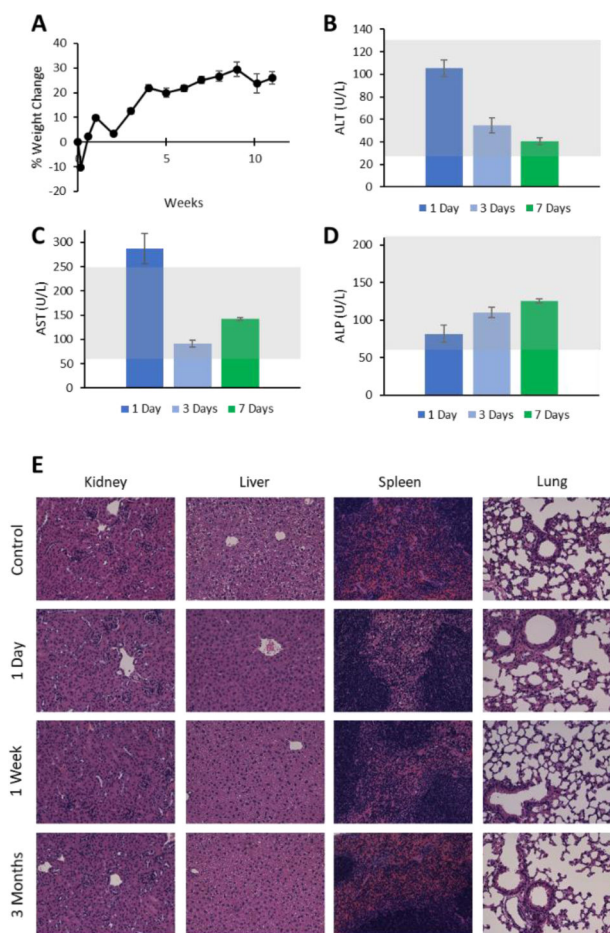 A
% Weight Change
40
30
20
10
0
-10
-20
0
5
10
Weeks
B
ALT (U/L)
140
120
100
80
60
40
20
0
1 Day 3 Days 7 Days
C
AST (U/L)
300
250
200
150
100
50
0
1 Day 3 Days 7 Days
D
ALP (U/L)
200
150
100
50
0
1 Day 3 Days 7 Days
E
Kidney Liver Spleen Lung
Control
1 Day
1 Week
3 Months